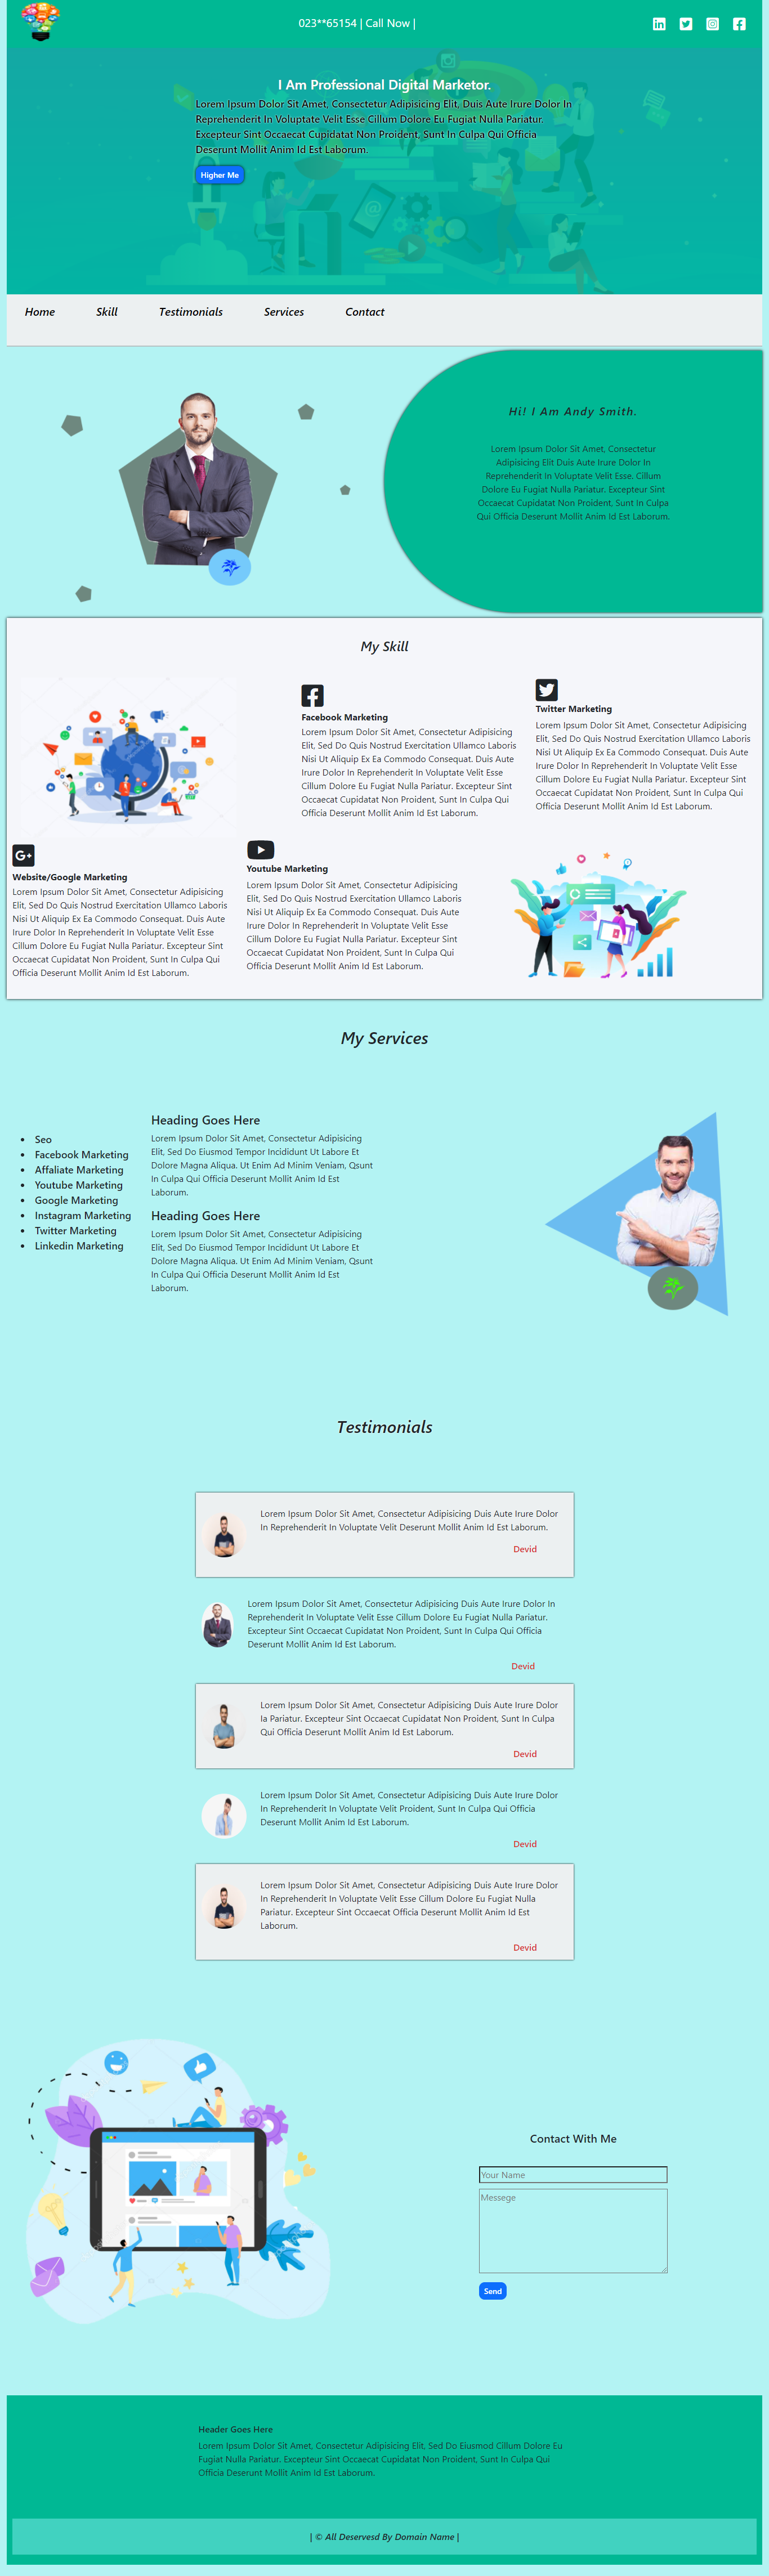 023**65154 | Call Now |
I Am Professional Digital Marketor.
Lorem Ipsum Dolor Sit Amet, Consectetur Adipisicing Elit, Duis Aute Irure Dolor In
Reprehenderit In Voluptate Velit Esse Cillum Dolore Eu Fugiat Nulla Pariatur.
Excepteur Sint Occaecat Cupidatat Non Proident, Sunt In Culpa Qui Officia
Deserunt Mollit Anim Id Est Laborum.
Higher Me
Home Skill Testimonials Services Contact
Hi! I Am Andy Smith.
Lorem Ipsum Dolor Sit Amet, Consectetur
Adipisicing Elit Duis Aute Irure Dolor In
Reprehenderit In Voluptate Velit Esse. Cillum
Dolore Eu Fugiat Nulla Pariatur. Excepteur Sint
Occaecat Cupidatat Non Proident, Sunt In Culpa
Qui Officia Deserunt Mollit Anim Id Est Laborum.
My Skill
Facebook Marketing
Lorem Ipsum Dolor Sit Amet, Consectetur Adipisicing
Elit, Sed Do Quis Nostrud Exercitation Ullamco Laboris
Nisi Ut Aliquip Ex Ea Commodo Consequat. Duis Aute
Irure Dolor In Reprehenderit In Voluptate Velit Esse
Cillum Dolore Eu Fugiat Nulla Pariatur. Excepteur Sint
Occaecat Cupidatat Non Proident, Sunt In Culpa Qui
Officia Deserunt Mollit Anim Id Est Laborum.
Twitter Marketing
Lorem Ipsum Dolor Sit Amet, Consectetur Adipisicing
Elit, Sed Do Quis Nostrud Exercitation Ullamco Laboris
Nisi Ut Aliquip Ex Ea Commodo Consequat. Duis Aute
Irure Dolor In Reprehenderit In Voluptate Velit Esse
Cillum Dolore Eu Fugiat Nulla Pariatur. Excepteur Sint
Occaecat Cupidatat Non Proident, Sunt In Culpa Qui
Officia Deserunt Mollit Anim Id Est Laborum.
G+
Website/Google Marketing
Lorem Ipsum Dolor Sit Amet, Consectetur Adipisicing
Elit, Sed Do Quis Nostrud Exercitation Ullamco Laboris
Nisi Ut Aliquip Ex Ea Commodo Consequat. Duis Aute
Irure Dolor In Reprehenderit In Voluptate Velit Esse
Cillum Dolore Eu Fugiat Nulla Pariatur. Excepteur Sint
Occaecat Cupidatat Non Proident, Sunt In Culpa Qui
Officia Deserunt Mollit Anim Id Est Laborum.
Youtube Marketing
Lorem Ipsum Dolor Sit Amet, Consectetur Adipisicing
Elit, Sed Do Quis Nostrud Exercitation Ullamco Laboris
Nisi Ut Aliquip Ex Ea Commodo Consequat. Duis Aute
Irure Dolor In Reprehenderit In Voluptate Velit Esse
Cillum Dolore Eu Fugiat Nulla Pariatur. Excepteur Sint
Occaecat Cupidatat Non Proident, Sunt In Culpa Qui
Officia Deserunt Mollit Anim Id Est Laborum.
My Services
Seo
Facebook Marketing
Affaliate Marketing
Youtube Marketing
Google Marketing
Instagram Marketing
Twitter Marketing
Linkedin Marketing
Heading Goes Here
Lorem Ipsum Dolor Sit Amet, Consectetur Adipisicing
Elit, Sed Do Eiusmod Tempor Incididunt Ut Labore Et
Dolore Magna Aliqua. Ut Enim Ad Minim Veniam, Qsunt
In Culpa Qui Officia Deserunt Mollit Anim Id Est
Laborum.
Heading Goes Here
Lorem Ipsum Dolor Sit Amet, Consectetur Adipisicing
Elit, Sed Do Eiusmod Tempor Incididunt Ut Labore Et
Dolore Magna Aliqua. Ut Enim Ad Minim Veniam, Qsunt
In Culpa Qui Officia Deserunt Mollit Anim Id Est
Laborum.
Testimonials
Lorem Ipsum Dolor Sit Amet, Consectetur Adipisicing Duis Aute Irure Dolor
In Reprehenderit In Voluptate Velit Deserunt Mollit Anim Id Est Laborum.
Devid
Lorem Ipsum Dolor Sit Amet, Consectetur Adipisicing Duis Aute Irure Dolor In
Reprehenderit In Voluptate Velit Esse Cillum Dolore Eu Fugiat Nulla Pariatur.
Excepteur Sint Occaecat Cupidatat Non Proident, Sunt In Culpa Qui Officia
Deserunt Mollit Anim Id Est Laborum.
Devid
Lorem Ipsum Dolor Sit Amet, Consectetur Adipisicing Duis Aute Irure Dolor
Ia Pariatur. Excepteur Sint Occaecat Cupidatat Non Proident, Sunt In Culpa
Qui Officia Deserunt Mollit Anim Id Est Laborum.
Devid
Lorem Ipsum Dolor Sit Amet, Consectetur Adipisicing Duis Aute Irure Dolor
In Reprehenderit In Voluptate Velit Proident, Sunt In Culpa Qui Officia
Deserunt Mollit Anim Id Est Laborum.
Devid
Lorem Ipsum Dolor Sit Amet, Consectetur Adipisicing Duis Aute Irure Dolor
In Reprehenderit In Voluptate Velit Esse Cillum Dolore Eu Fugiat Nulla
Pariatur. Excepteur Sint Occaecat Officia Deserunt Mollit Anim Id Est
Laborum.
Devid
Contact With Me
Your Name
Messege
Send
Header Goes Here
Lorem Ipsum Dolor Sit Amet, Consectetur Adipisicing Elit, Sed Do Eiusmod Cillum Dolore Eu
Fugiat Nulla Pariatur. Excepteur Sint Occaecat Cupidatat Non Proident, Sunt In Culpa Qui
Officia Deserunt Mollit Anim Id Est Laborum.
| © All Deservesd By Domain Name |